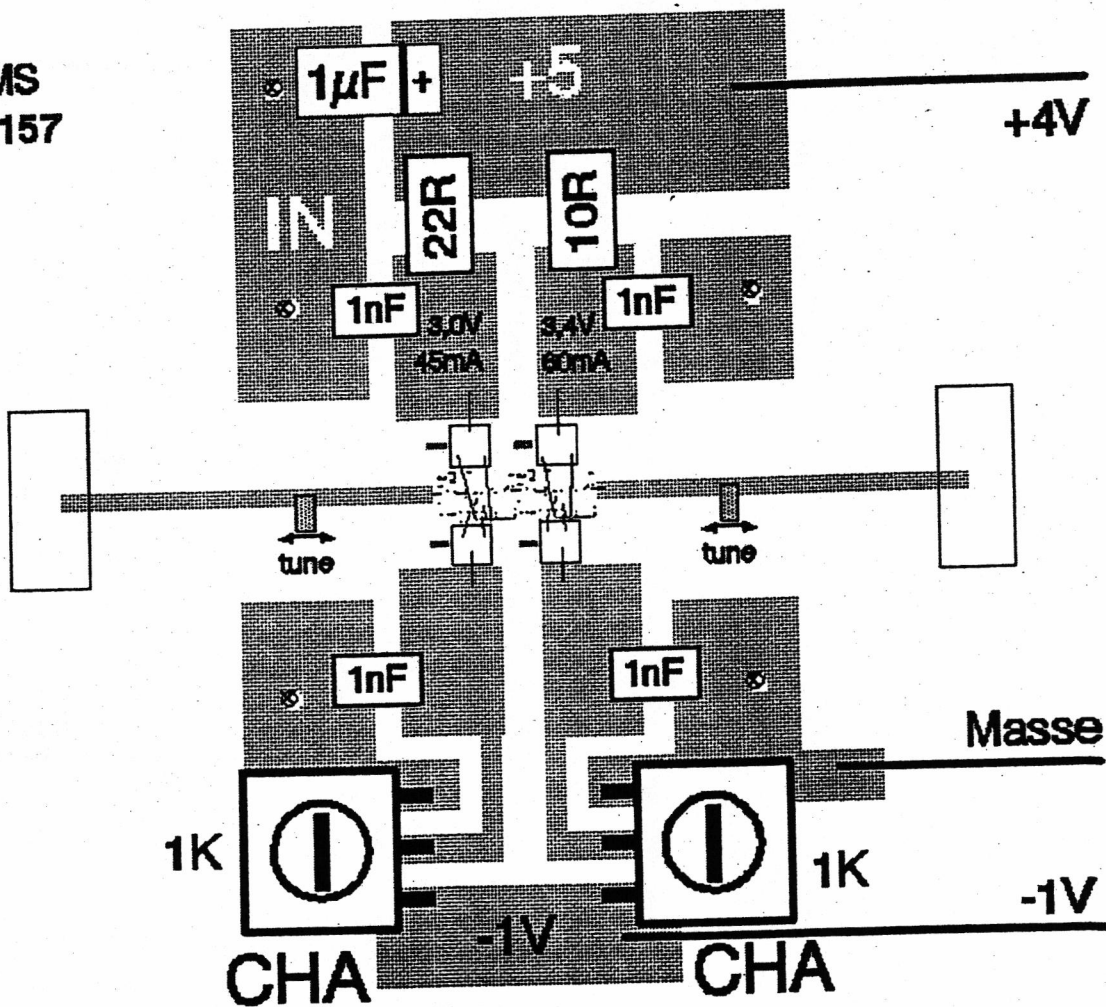 MS
157
1µF
+
+5
+4V
IN
22R
10R
1nF
1nF
3,0V
45mA
3,4V
60mA
tune
tune
1nF
1nF
Masse
1K
1K
-1V
-1V
CHA
CHA